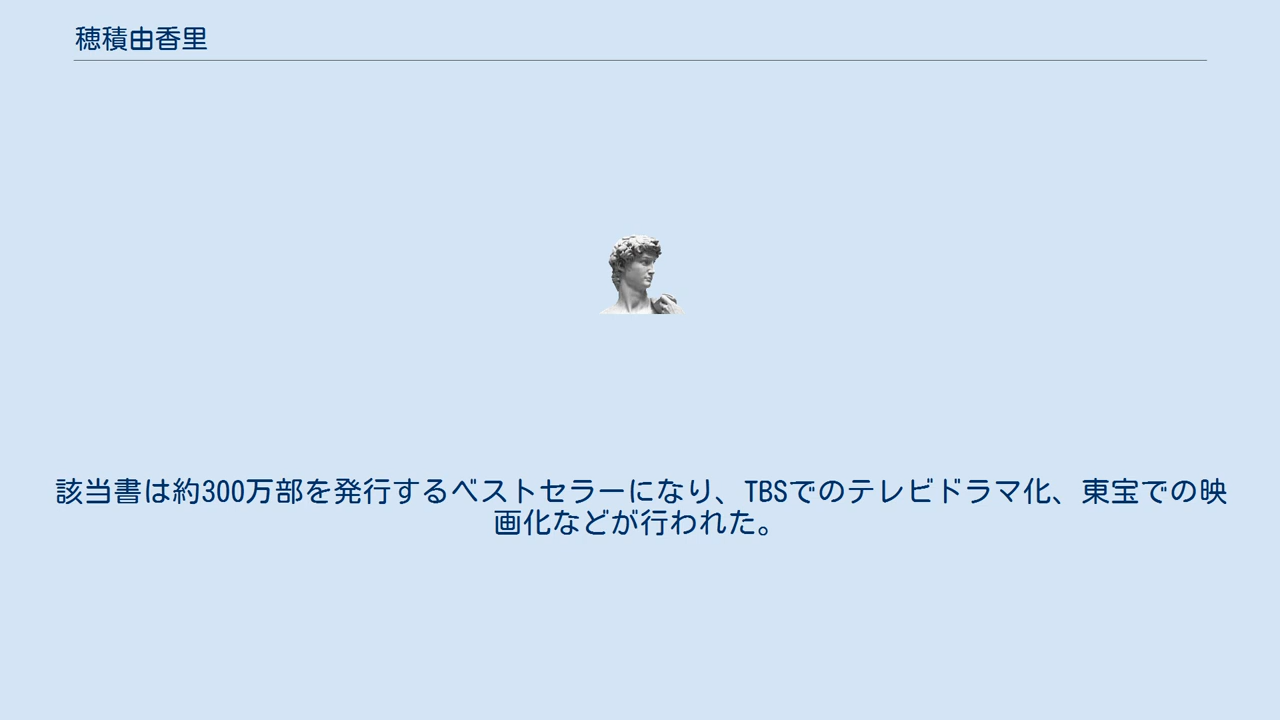 穂積由香里
該当書は約300万部を発行するベストセラーになり、TBSでのテレビドラマ化、東宝での映
画化などが行われた。